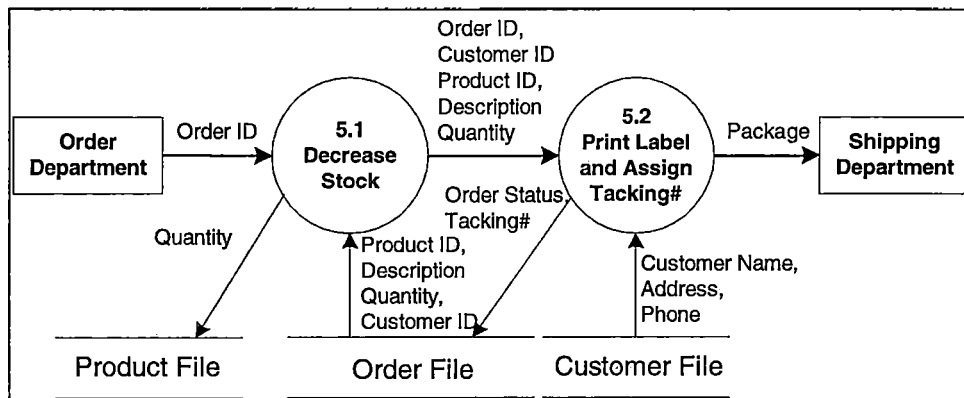 Order ID,
Customer ID
Product ID,
Description
Quantity
Order
Department
Order ID
5.1
Decrease
Stock
5.2
Print Label
and Assign
Tacking#
Package
Shipping
Department
Quantity
Order Status,
Tacking#
Product ID,
Description
Quantity,
Customer ID
Customer Name,
Address,
Phone
Product File
Order File
Customer File